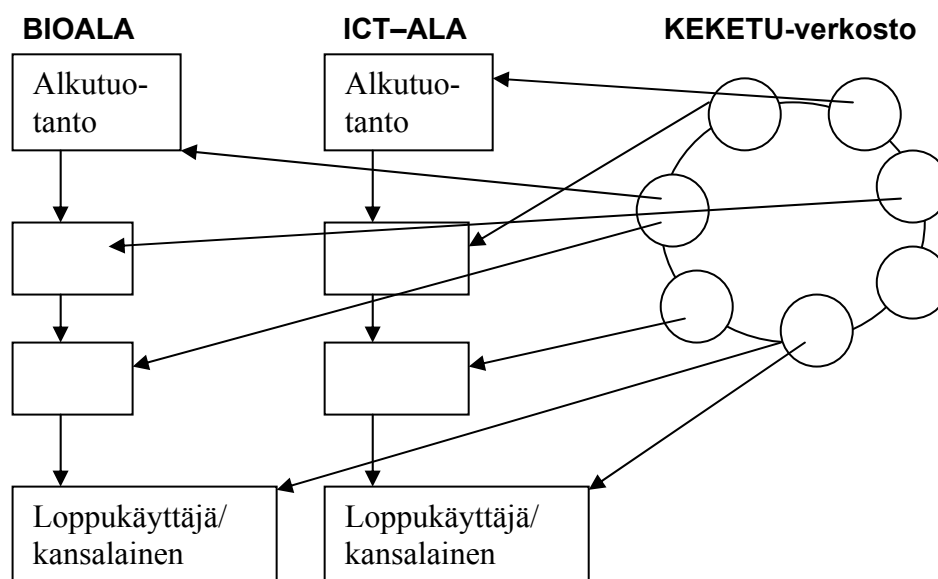 BIOALA
ICT–ALA
KEKETU-verkosto
Alkutuo-
tanto
Alkutuo-
tanto
Loppukäyttäjä/
kansalainen
Loppukäyttäjä/
kansalainen